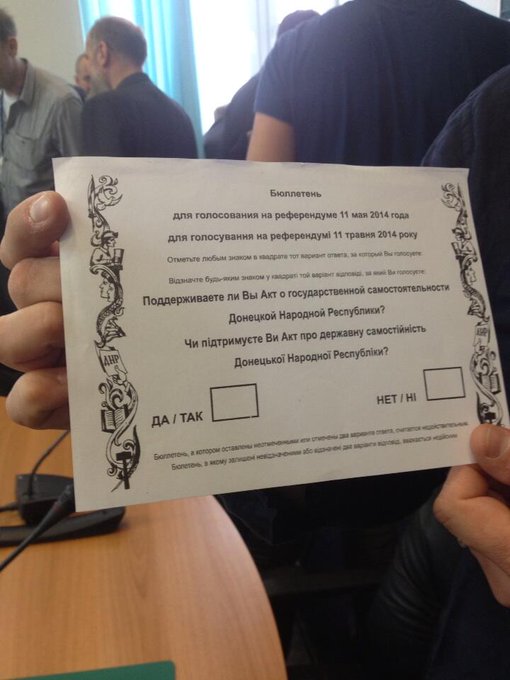 Бюллетень
для голосования на референдуме 11 мая 2014 года
для голосування на референдумі 11 травня 2014 року
Отметьте любым знаком в квадрате тот вариант ответа, за который Вы голосуете:
Відзначте будь-яким знаком у квадраті той варіант відповіді, за який Ви голосуєте:
Поддерживаете ли Вы Акт о государственной самостоятельности
Донецкой Народной Республики?
Чи підтримуєте Ви Акт про державну самостійність
Донецької Народної Республіки?
ДА / ТАК
НЕТ / НІ
Бюллетень, в котором оставлены неотмеченными или отмечены два варианта ответа, считается недействительным.
Бюлетень, в якому залишені невідзначеними або відзначені два варіанти відповіді, вважається недійсним.
ДНР
ДНР